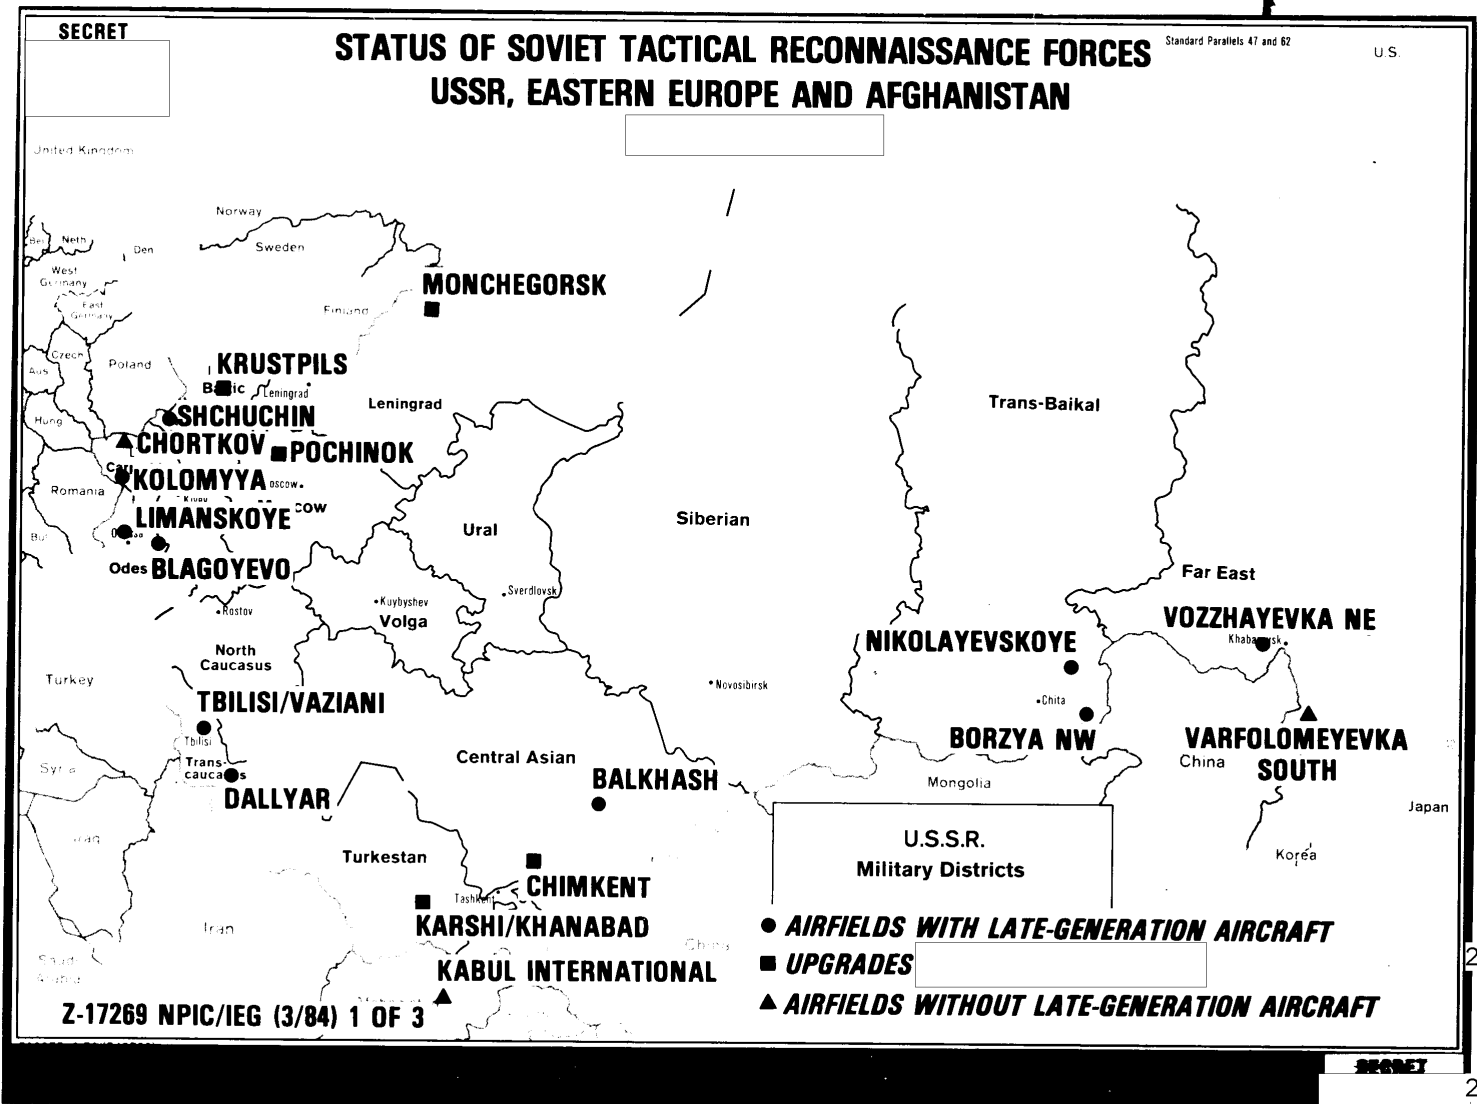 SECRET
STATUS OF SOVIET TACTICAL RECONNAISSANCE FORCES
USSR, EASTERN EUROPE AND AFGHANISTAN
Standard Parallels 47 and 62
U.S.
United Kingdom
Norway
Sweden
Neth
Den
West
Germany
East
Germany
Finland
MONCHEGORSK
Czech
Aus
Poland
KRUSTPILS
Leningrad
SHCHUCHIN
Leningrad
Trans-Baikal
Hung
CHORTKOV
POCHINOK
KOLOMYYA
Romania
LIMANSKOYE
Ural
Siberian
Odes
BLAGOYEVO
Far East
Rostov
Kuybyshev
Volga
Sverdlovsk
VOZZHAYEVKA NE
NIKOLAYEVSKOYE
North
Caucasus
Turkey
Novosibirsk
Chita
TBILISI/VAZIANI
Tbilisi
BORZYA NW
VARFOLOMEYEVKA
SOUTH
China
Trans-
Central Asian
BALKHASH
Mongolia
DALLYAR
Japan
U.S.S.R.
Military Districts
Turkestan
Korea
CHIMKENT
KARSHI/KHANABAD
Iran
China
KABUL INTERNATIONAL
AIRFIELDS WITH LATE-GENERATION AIRCRAFT
UPGRADES
AIRFIELDS WITHOUT LATE-GENERATION AIRCRAFT
Z-17269 NPIC/IEG (3/84) 1 OF 3
SECRET
2
2